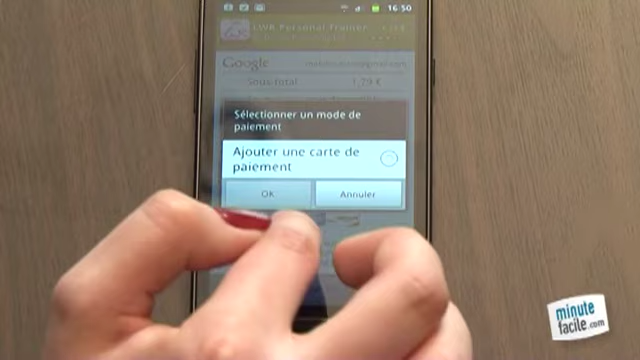 16:50
LWR Personal Trainer
Google
Sous-total 1,79 €
Sélectionner un mode de
paiement
Ajouter une carte de
paiement
Ok Annuler
minute
facile.com